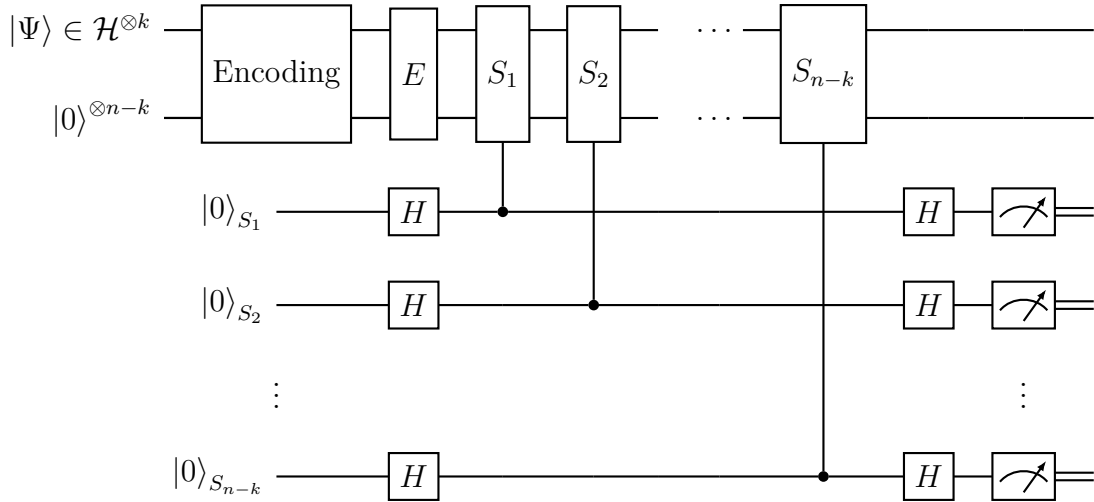 |Ψ⟩ ∈ ℋ^{⊗k} Encoding E S_1 S_2 ⋯ S_{n−k}
|0⟩^{⊗n−k} ⋯
|0⟩_{S_1} H H
|0⟩_{S_2} H H
⋮ ⋮
|0⟩_{S_{n−k}} H H